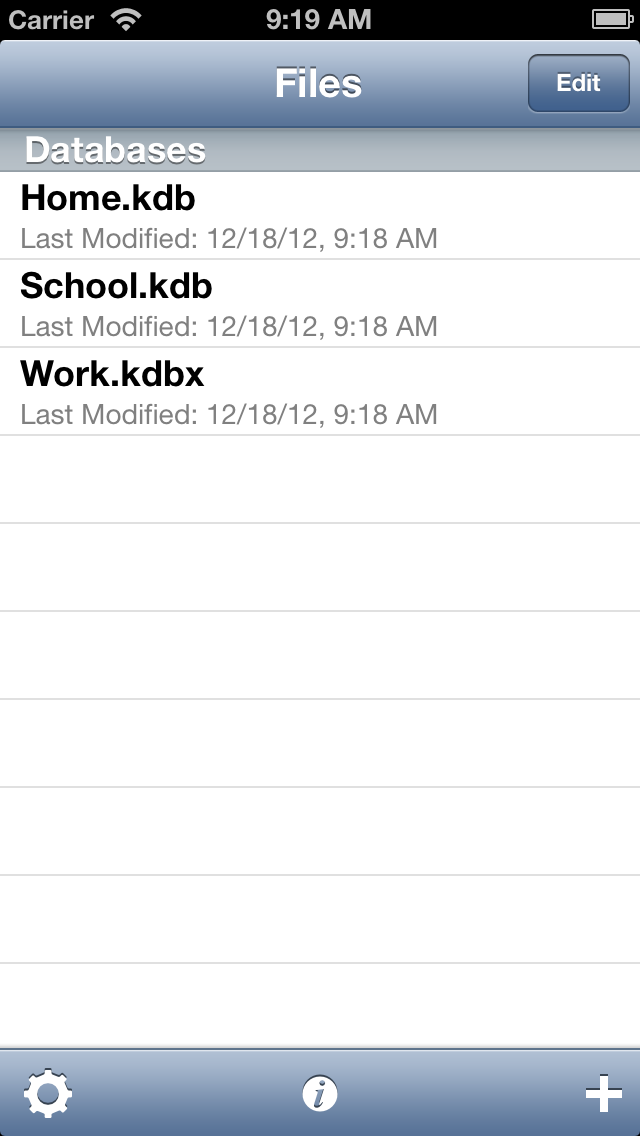 Carrier 9:19 AM
Files
Edit
Databases
Home.kdb
Last Modified: 12/18/12, 9:18 AM
School.kdb
Last Modified: 12/18/12, 9:18 AM
Work.kdbx
Last Modified: 12/18/12, 9:18 AM